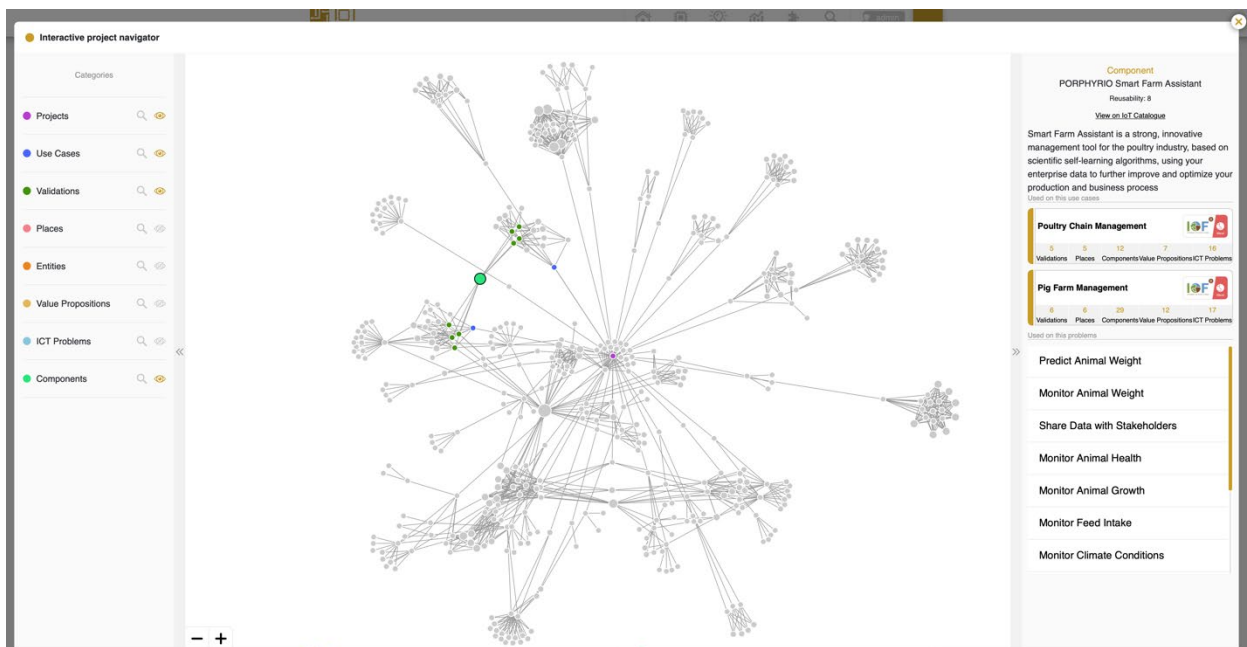 admin
Interactive project navigator
Categories
Projects
Use Cases
Validations
Places
Entities
Value Propositions
ICT Problems
Components
Component
PORPHYRIO Smart Farm Assistant
Reusability: 8
View on IoT Catalogue
Smart Farm Assistant is a strong, innovative
management tool for the poultry industry, based on
scientific self-learning algorithms, using your
enterprise data to further improve and optimize your
production and business process
Used on this use cases
Poultry Chain Management
5 5 12 7 16
Validations Places Components Value Propositions ICT Problems
Pig Farm Management
6 6 29 12 17
Validations Places Components Value Propositions ICT Problems
Used on this problems
Predict Animal Weight
Monitor Animal Weight
Share Data with Stakeholders
Monitor Animal Health
Monitor Animal Growth
Monitor Feed Intake
Monitor Climate Conditions